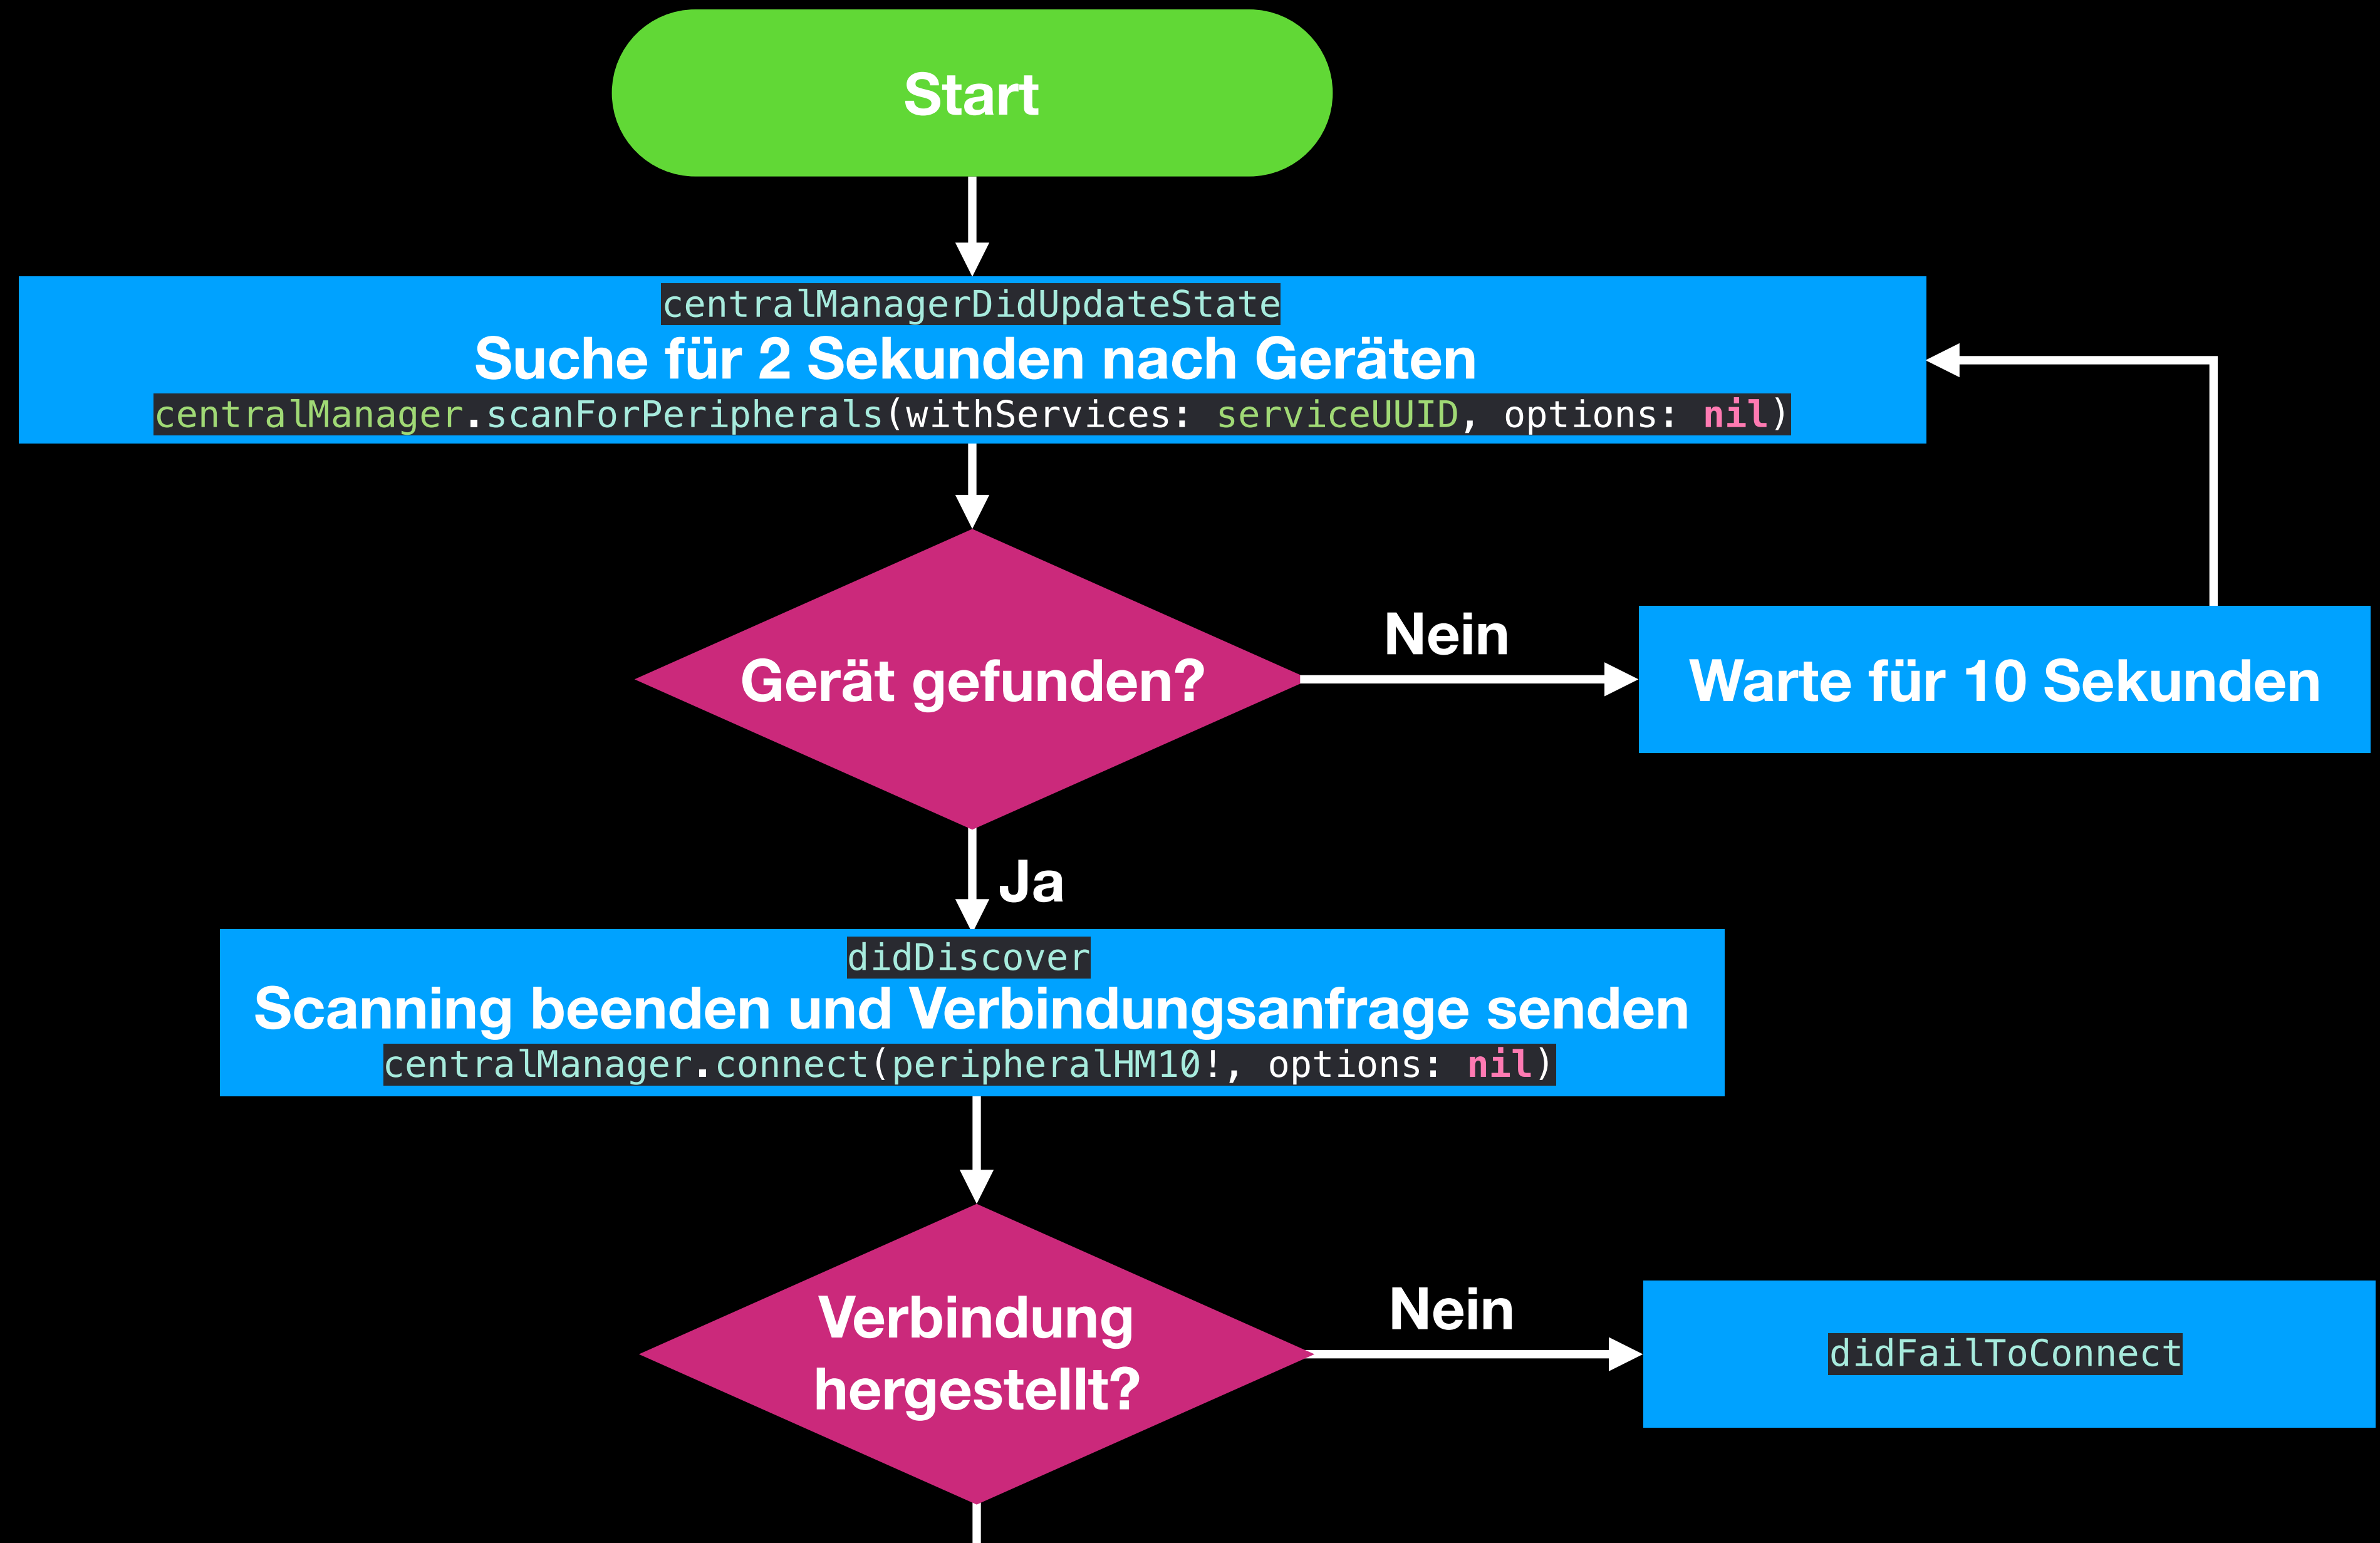 Start
centralManagerDidUpdateState
Suche für 2 Sekunden nach Geräten
centralManager.scanForPeripherals(withServices: serviceUUID, options: nil)
Gerät gefunden?
Nein
Warte für 10 Sekunden
Ja
didDiscover
Scanning beenden und Verbindungsanfrage senden
centralManager.connect(peripheralHM10!, options: nil)
Verbindung
hergestellt?
Nein
didFailToConnect